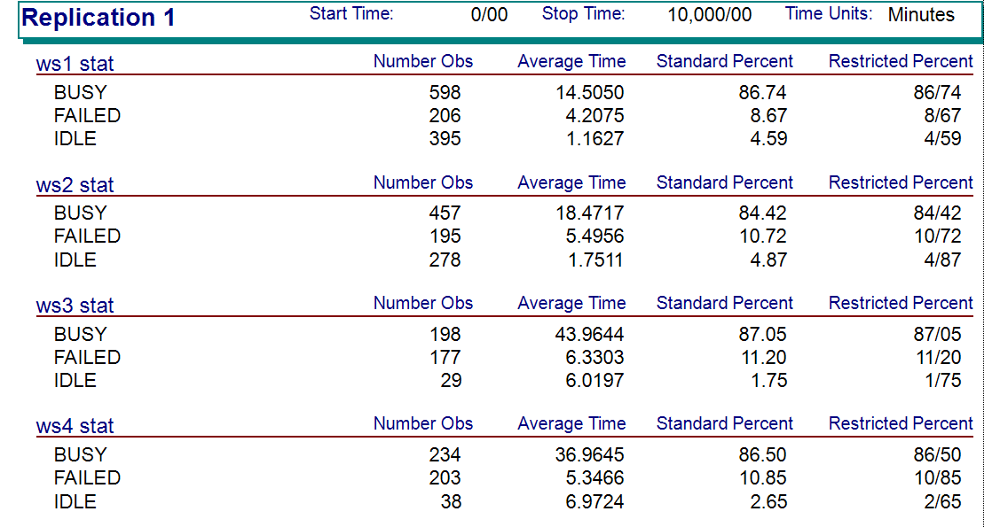 Replication 1 Start Time: 0/00 Stop Time: 10,000/00 Time Units: Minutes
ws1 stat Number Obs Average Time Standard Percent Restricted Percent
BUSY 598 14.5050 86.74 86/74
FAILED 206 4.2075 8.67 8/67
IDLE 395 1.1627 4.59 4/59
ws2 stat Number Obs Average Time Standard Percent Restricted Percent
BUSY 457 18.4717 84.42 84/42
FAILED 195 5.4956 10.72 10/72
IDLE 278 1.7511 4.87 4/87
ws3 stat Number Obs Average Time Standard Percent Restricted Percent
BUSY 198 43.9644 87.05 87/05
FAILED 177 6.3303 11.20 11/20
IDLE 29 6.0197 1.75 1/75
ws4 stat Number Obs Average Time Standard Percent Restricted Percent
BUSY 234 36.9645 86.50 86/50
FAILED 203 5.3466 10.85 10/85
IDLE 38 6.9724 2.65 2/65